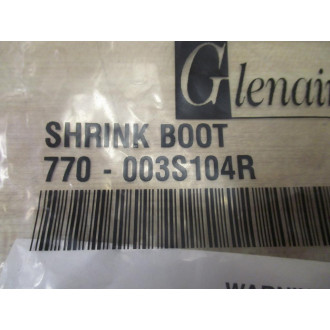 Glenair
SHRINK BOOT
770 - 003S104R